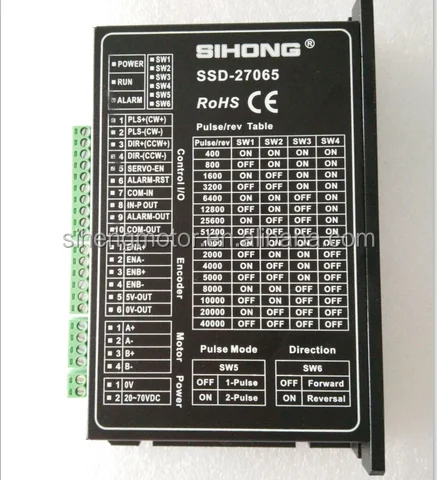 SIHONG ®
SSD-27065
RoHS CE
POWER
RUN
ALARM
SW1
SW2
SW3
SW4
SW5
SW6
Control I/O
1 PLS+(CW+)
2 PLS-(CW-)
3 DIR+(CCW+)
4 DIR-(CCW-)
5 SERVO-EN
6 ALARM-RST
7 COM-IN
8 IN-P OUT
9 ALARM-OUT
10 COM-OUT
Encoder
1 ENA+
2 ENA-
3 ENB+
4 ENB-
5 5V-OUT
6 0V-OUT
Motor
1 A+
2 A-
3 B+
4 B-
Power
1 0V
2 20~70VDC
Pulse/rev Table
Pulse/rev SW1 SW2 SW3 SW4
400 ON ON ON ON
800 OFF ON ON ON
1600 ON OFF ON ON
3200 OFF OFF ON ON
6400 ON ON OFF ON
12800 OFF ON OFF ON
25600 ON OFF OFF ON
51200 OFF OFF OFF ON
1000 ON ON ON OFF
2000 OFF ON ON OFF
4000 ON OFF ON OFF
5000 OFF OFF ON OFF
8000 ON ON OFF OFF
10000 OFF ON OFF OFF
20000 ON OFF OFF OFF
40000 OFF OFF OFF OFF
Pulse Mode
SW5
OFF 1-Pulse
ON 2-Pulse
Direction
SW6
OFF Forward
ON Reversal
sihongmotor.en.alibaba.com